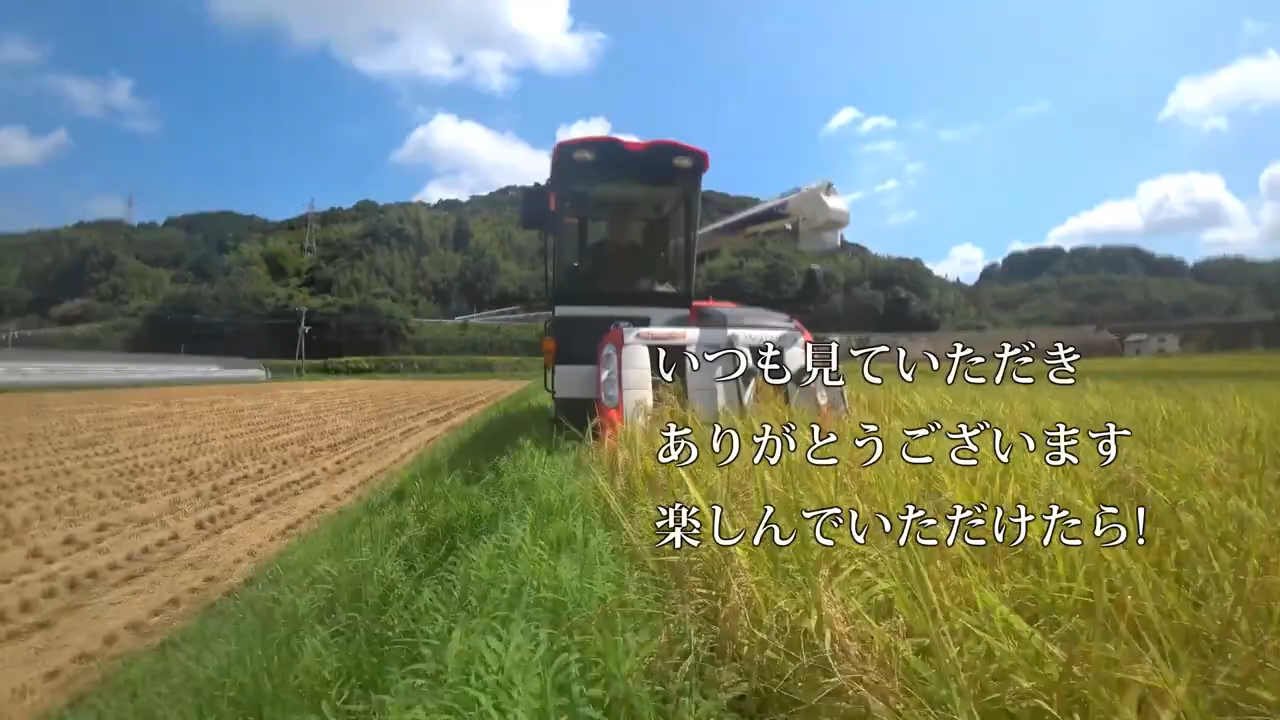 いつも見ていただき
ありがとうございます
楽しんでいただけたら!